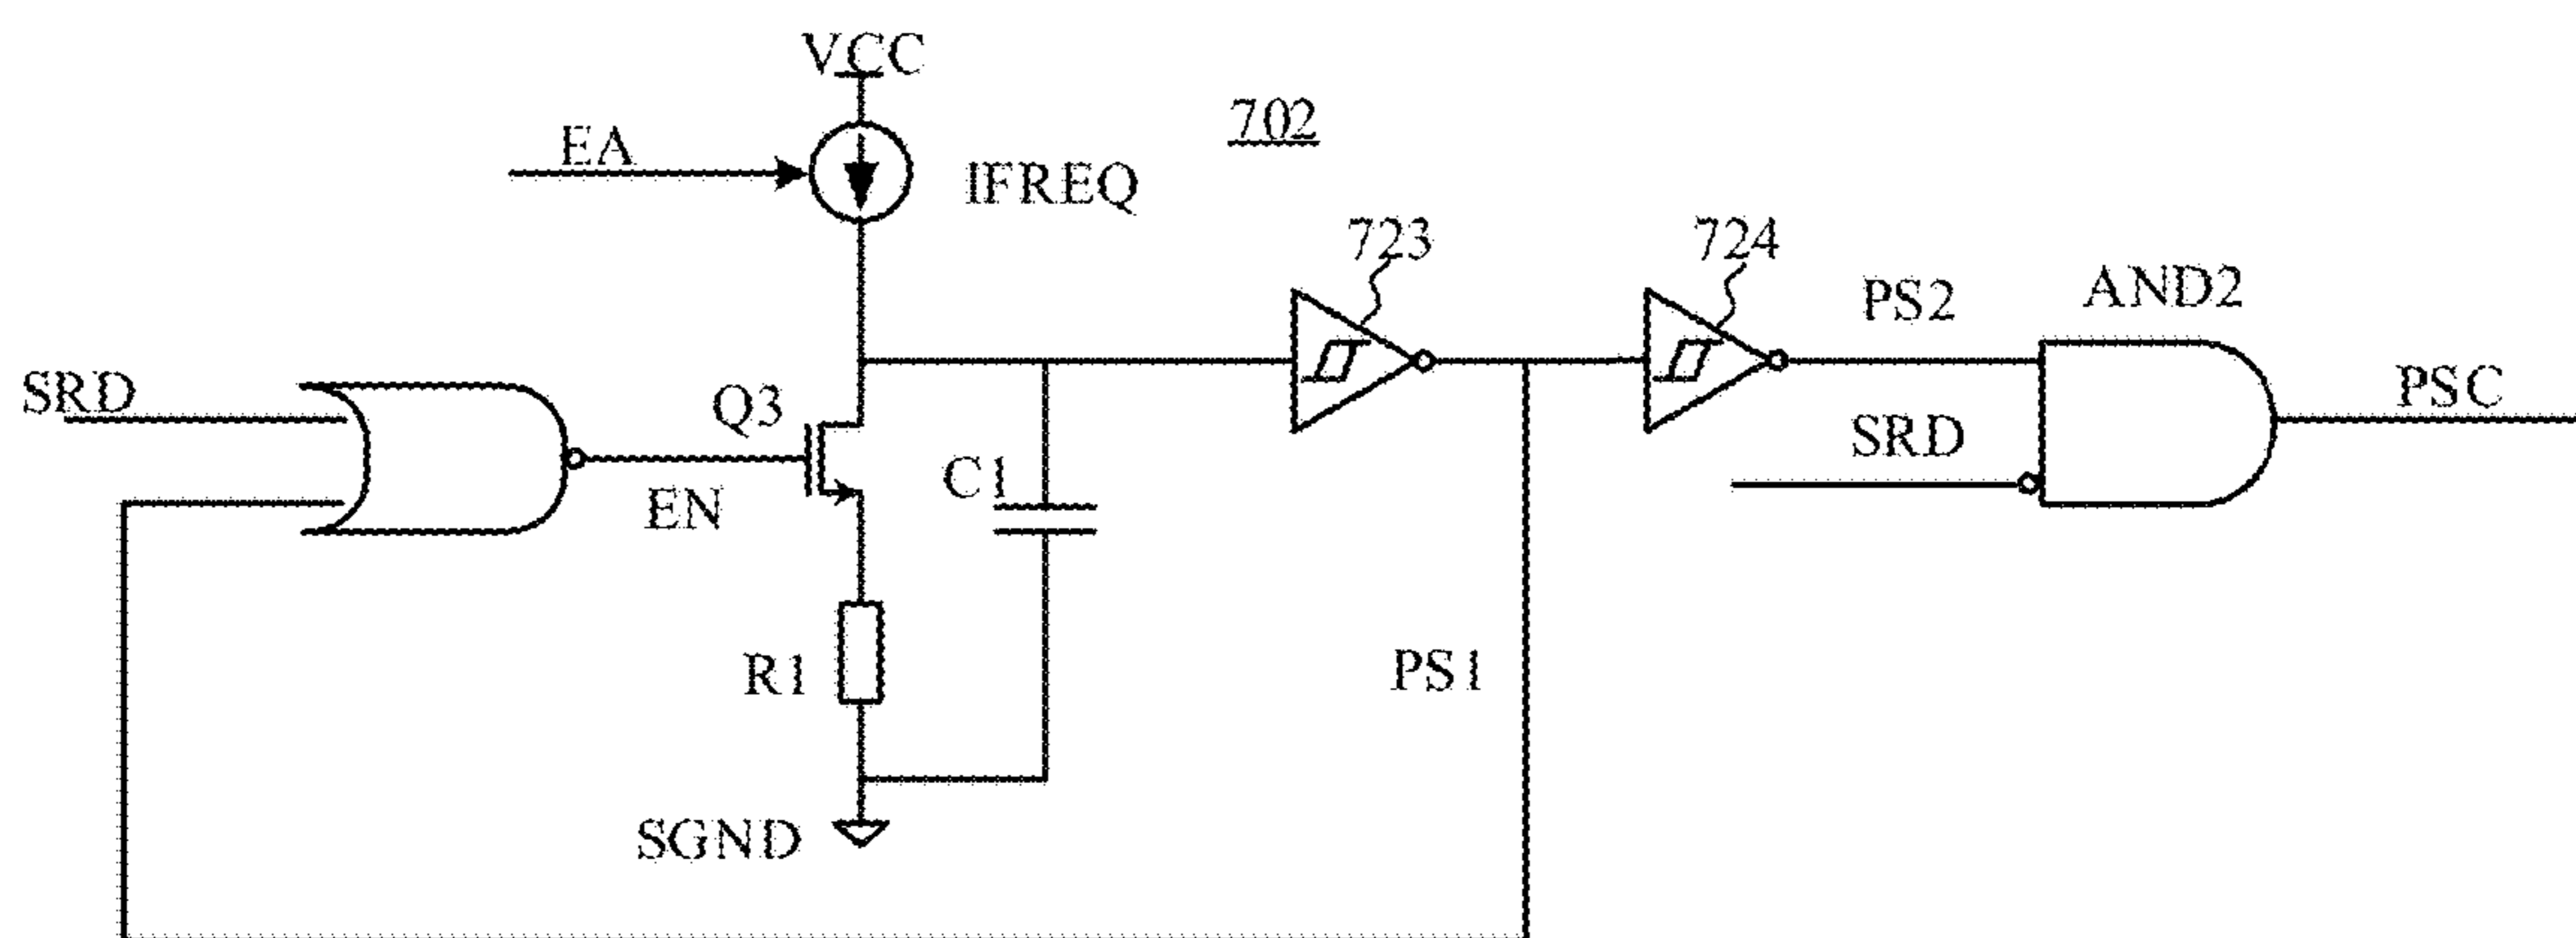 VCC
702
EA
IFREQ
723
724
PS2
AND2
SRD
Q3
PSC
SRD
C1
EN
R1
PS1
SGND